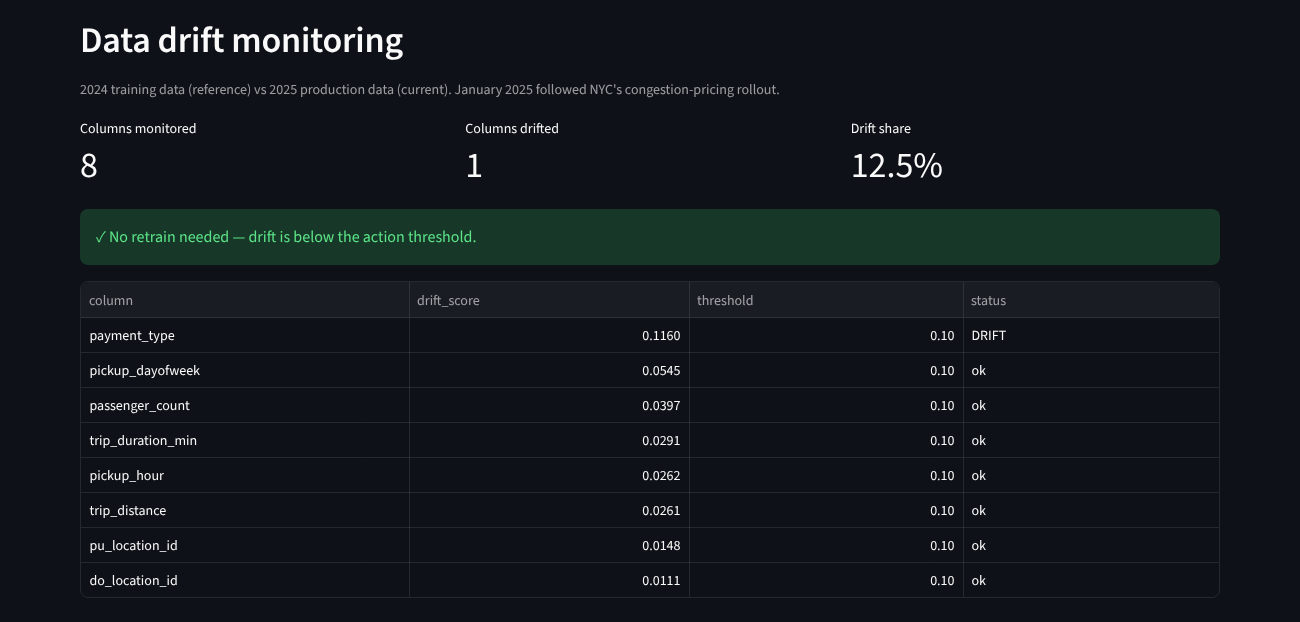 Data drift monitoring
2024 training data (reference) vs 2025 production data (current). January 2025 followed NYC's congestion-pricing rollout.
Columns monitored Columns drifted Drift share
8 1 12.5%
✓ No retrain needed — drift is below the action threshold.
column drift_score threshold status
payment_type 0.1160 0.10 DRIFT
pickup_dayofweek 0.0545 0.10 ok
passenger_count 0.0397 0.10 ok
trip_duration_min 0.0291 0.10 ok
pickup_hour 0.0262 0.10 ok
trip_distance 0.0261 0.10 ok
pu_location_id 0.0148 0.10 ok
do_location_id 0.0111 0.10 ok